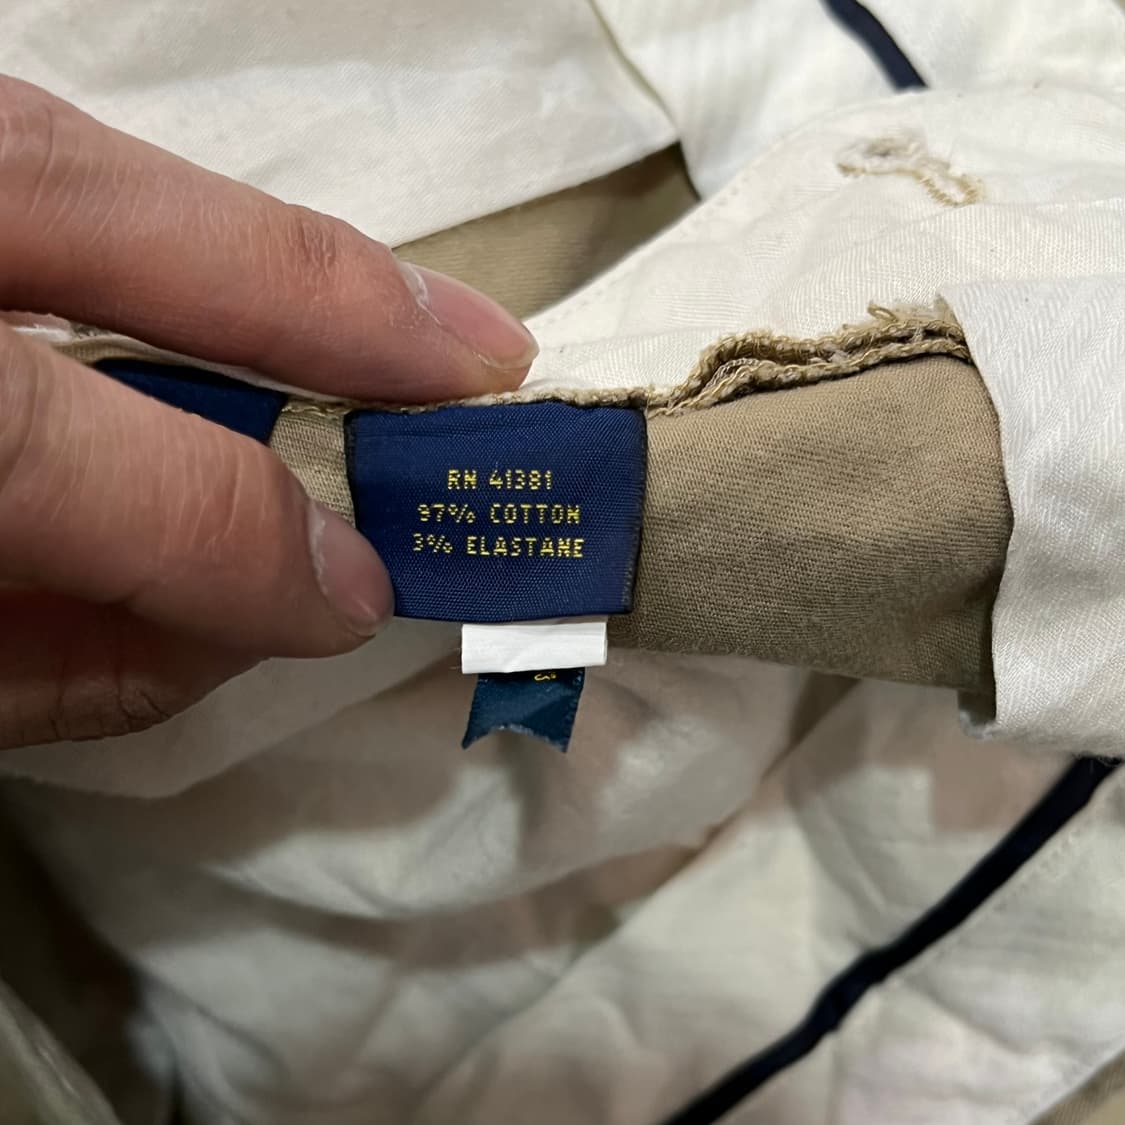 RN 41381
97% COTTON
3% ELASTANE